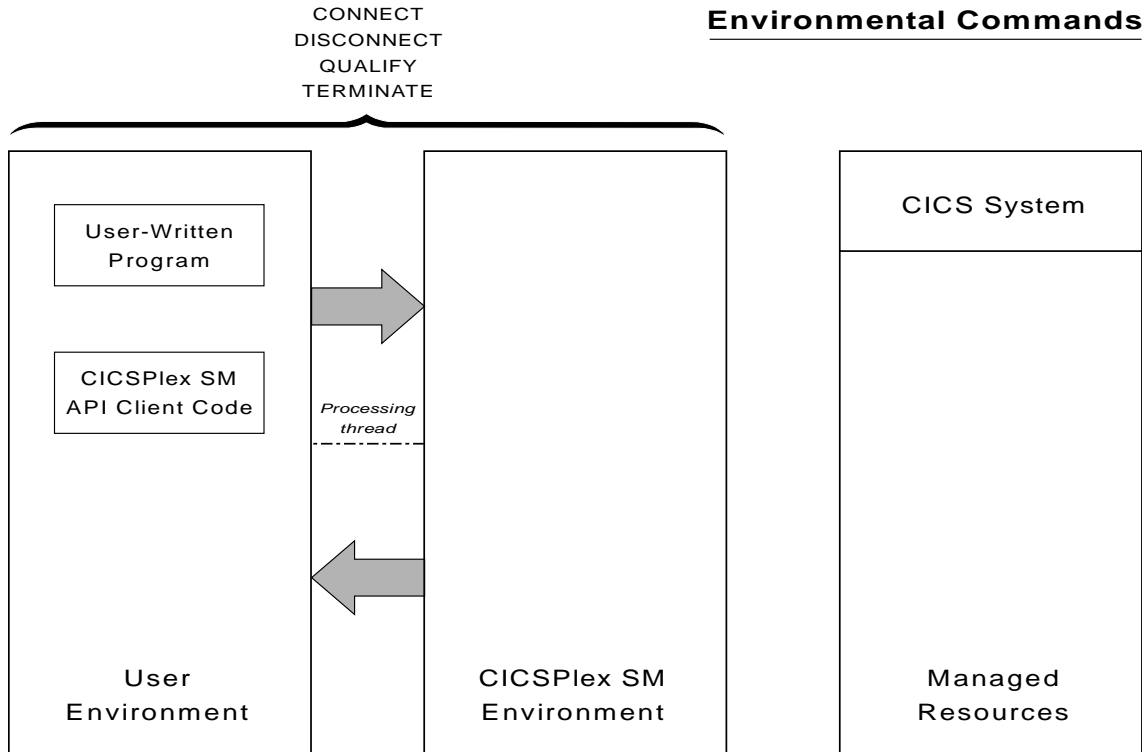 CONNECT
DISCONNECT
QUALIFY
TERMINATE
Environmental Commands
User-Written
Program
CICSPlex SM
API Client Code
Processing
thread
CICS System
User
Environment
CICSPlex SM
Environment
Managed
Resources